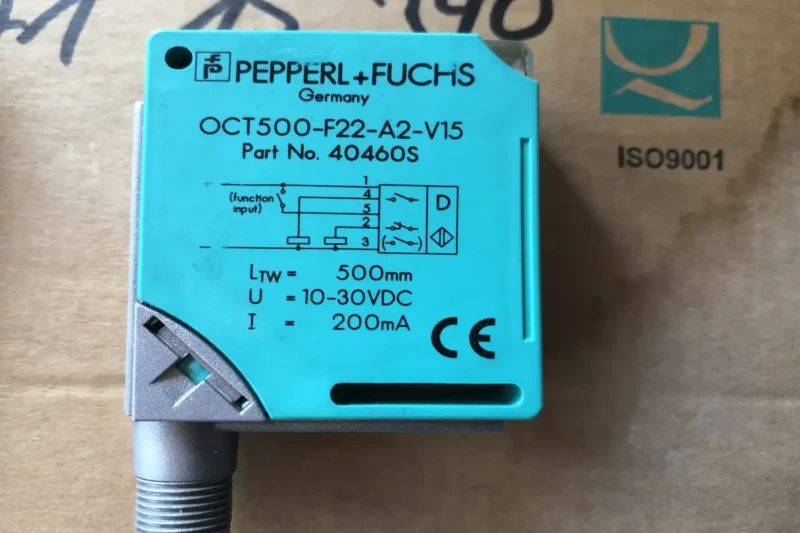 PEPPERL+FUCHS
Germany
OCT500-F22-A2-V15
Part No. 40460S
1
4
(function
input)
5
2
3
D
LTW = 500mm
U = 10-30VDC
I = 200mA
CE
ISO9001